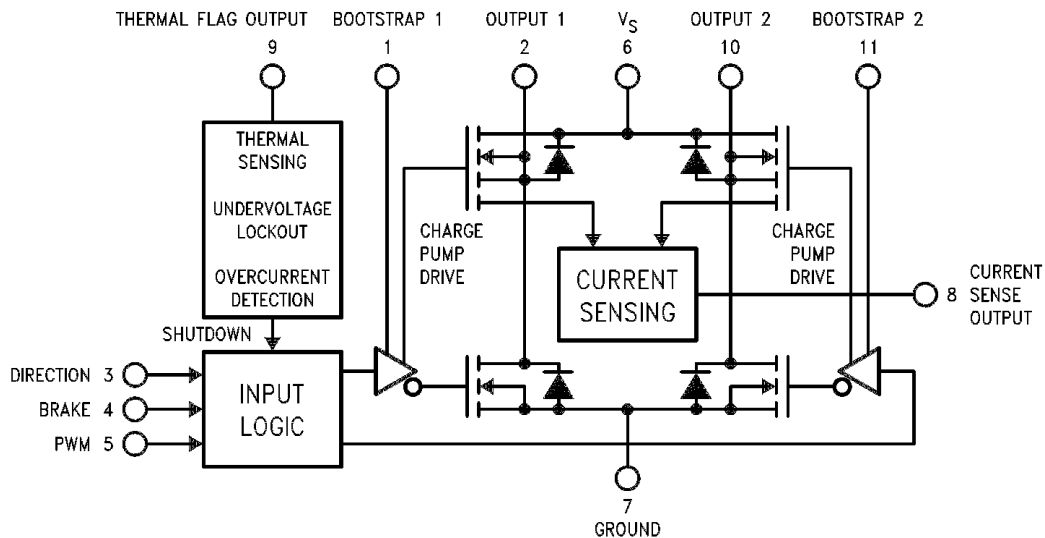 THERMAL FLAG OUTPUT
9
BOOTSTRAP 1
1
OUTPUT 1
2
VS
6
OUTPUT 2
10
BOOTSTRAP 2
11
THERMAL
SENSING
UNDERVOLTAGE
LOCKOUT
OVERCURRENT
DETECTION
SHUTDOWN
CHARGE
PUMP
DRIVE
CURRENT
SENSING
CHARGE
PUMP
DRIVE
8
CURRENT
SENSE
OUTPUT
DIRECTION 3
BRAKE 4
PWM 5
INPUT
LOGIC
7
GROUND